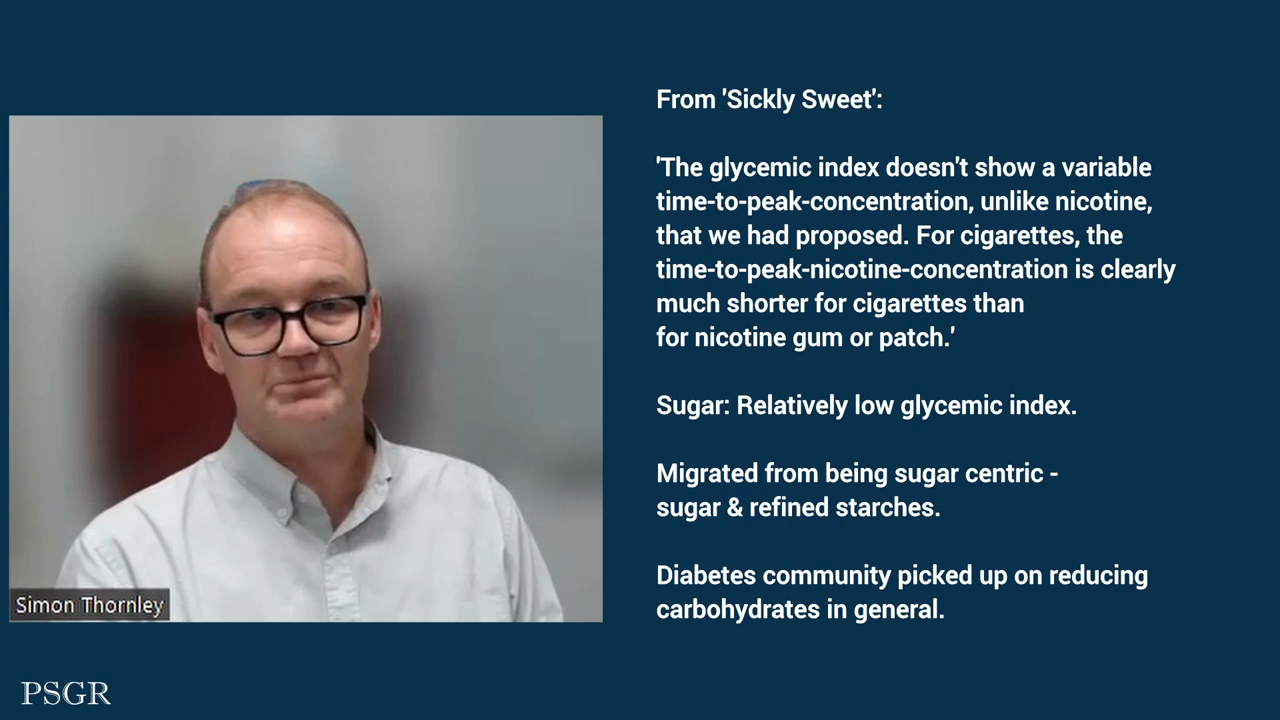 From 'Sickly Sweet':
'The glycemic index doesn't show a variable
time-to-peak-concentration, unlike nicotine,
that we had proposed. For cigarettes, the
time-to-peak-nicotine-concentration is clearly
much shorter for cigarettes than
for nicotine gum or patch.'
Sugar: Relatively low glycemic index.
Migrated from being sugar centric -
sugar & refined starches.
Diabetes community picked up on reducing
carbohydrates in general.
Simon Thornley
PSGR